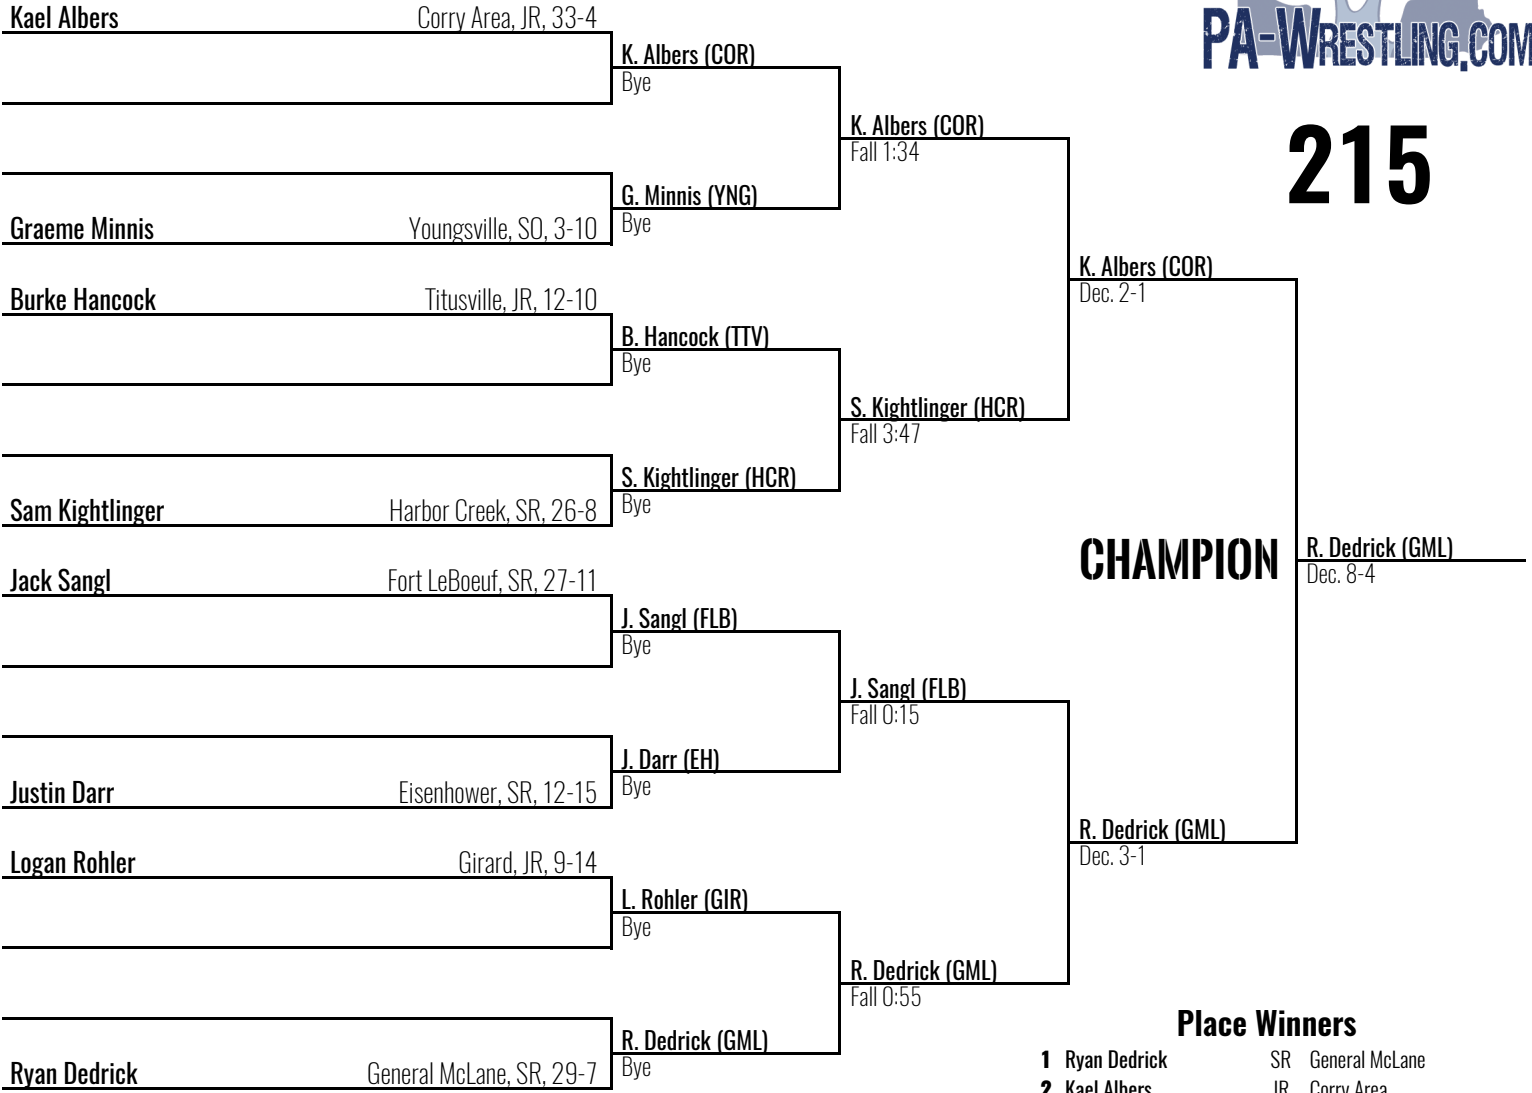 Kael Albers Corry Area, JR, 33-4
PA-WRESTLING.COM
K. Albers (COR)
Bye
K. Albers (COR)
Fall 1:34
215
G. Minnis (YNG)
Bye
Graeme Minnis Youngsville, SO, 3-10
K. Albers (COR)
Dec. 2-1
Burke Hancock Titusville, JR, 12-10
B. Hancock (TTV)
Bye
S. Kightlinger (HCR)
Fall 3:47
S. Kightlinger (HCR)
Bye
Sam Kightlinger Harbor Creek, SR, 26-8
CHAMPION
R. Dedrick (GML)
Dec. 8-4
Jack Sangl Fort LeBoeuf, SR, 27-11
J. Sangl (FLB)
Bye
J. Sangl (FLB)
Fall 0:15
J. Darr (EH)
Bye
Justin Darr Eisenhower, SR, 12-15
R. Dedrick (GML)
Dec. 3-1
Logan Rohler Girard, JR, 9-14
L. Rohler (GIR)
Bye
R. Dedrick (GML)
Fall 0:55
R. Dedrick (GML)
Bye
Ryan Dedrick General McLane, SR, 29-7
Place Winners
1 Ryan Dedrick SR General McLane
2 Kael Albers JR Corry Area